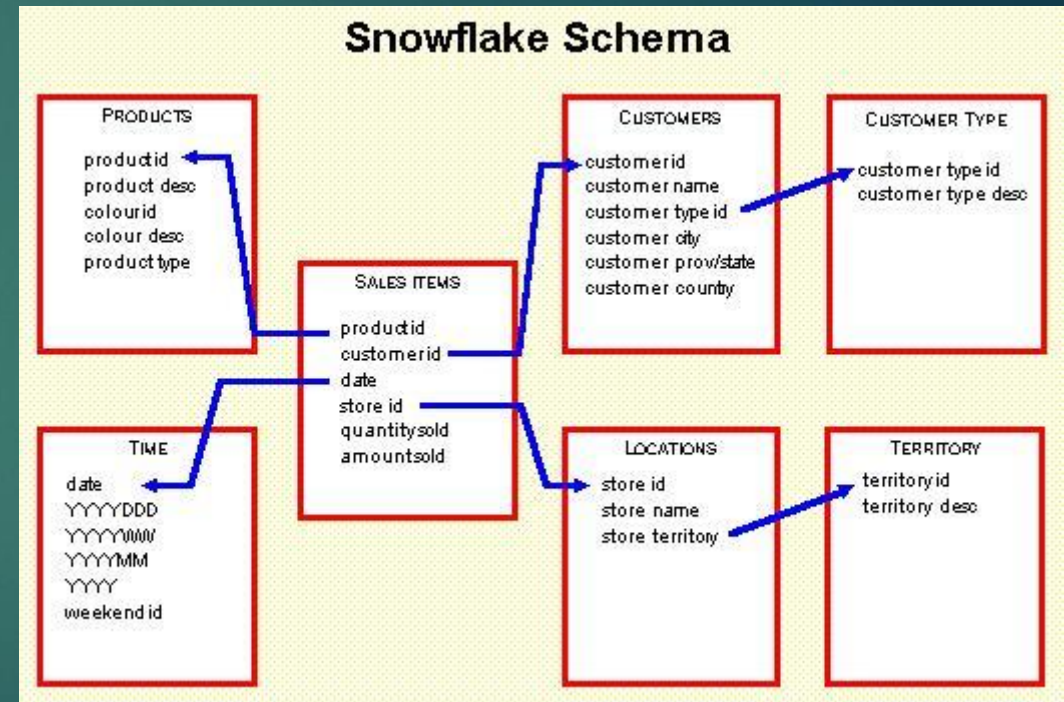 Snowflake Schema
PRODUCTS
productid
product desc
colourid
colour desc
product type
SALES ITEMS
productid
customerid
date
store id
quantitysold
amountsold
CUSTOMERS
customerid
customer name
customer type id
customer city
customer prov/state
customer country
CUSTOMER TYPE
customer type id
customer type desc
TIME
date
YYYYDDD
YYYYWW
YYYYMM
YYYY
weekend id
LOCATIONS
store id
store name
store territory
TERRITORY
territory id
territory desc